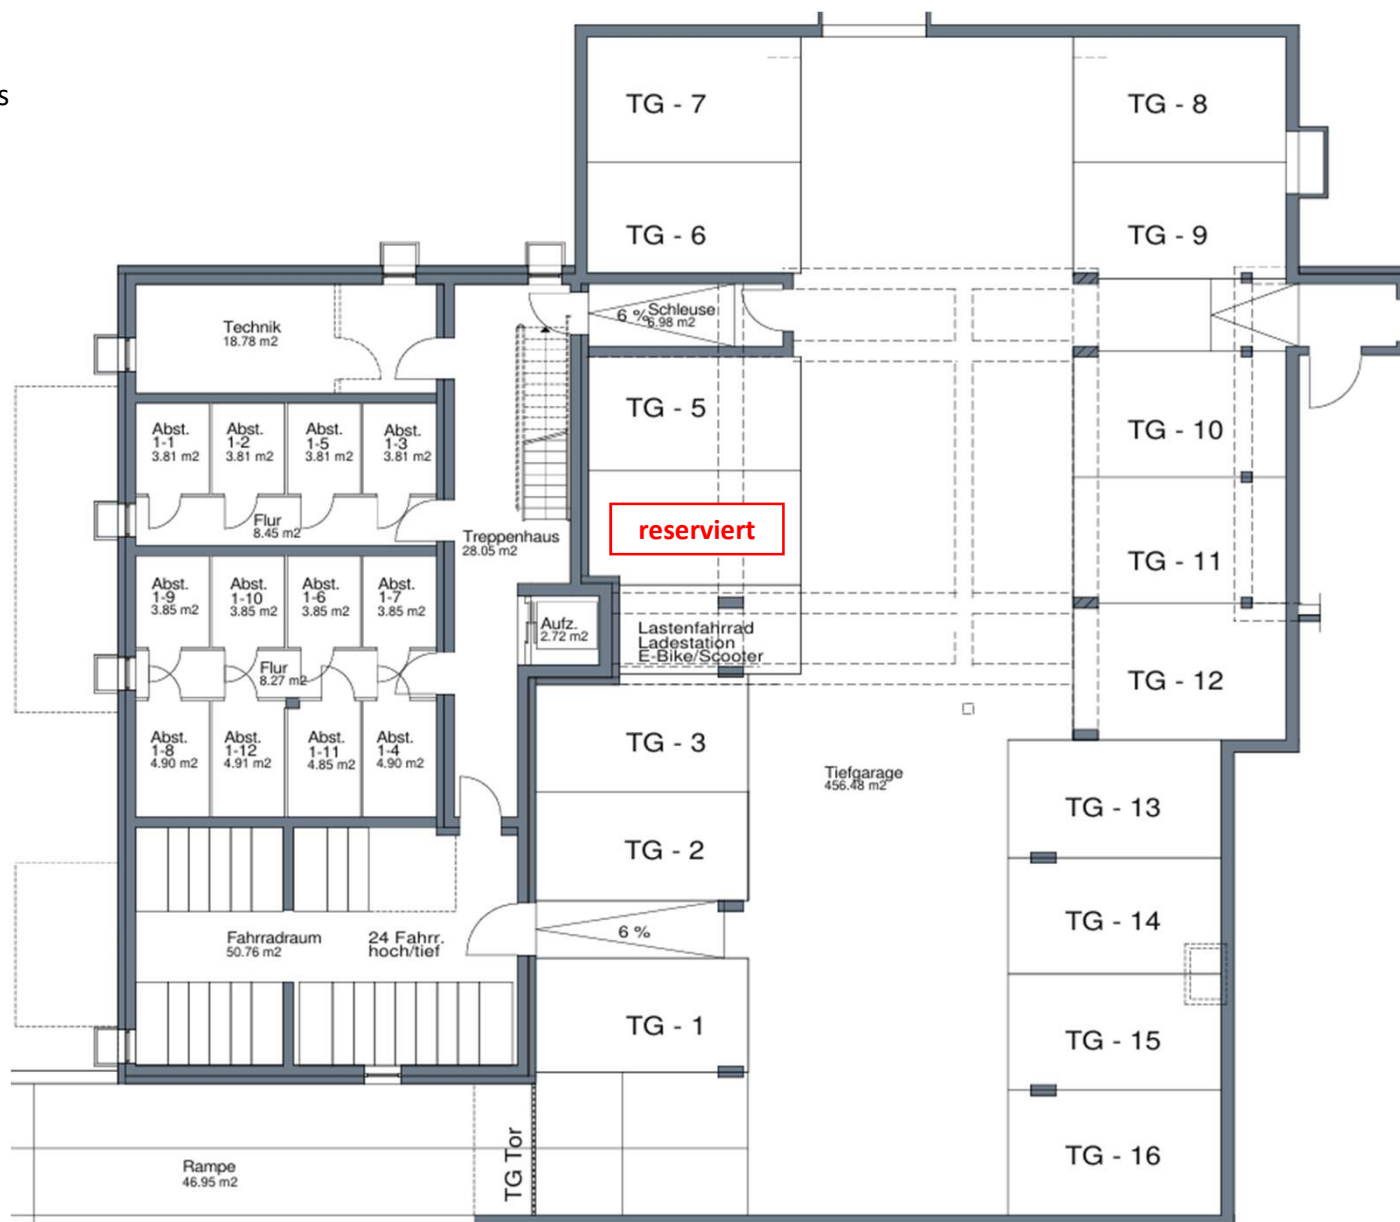 s
TG - 7
TG - 8
TG - 6
TG - 9
6 %
Schleuse
6.98 m2
Technik
18.78 m2
TG - 5
TG - 10
Abst.
1-1
3.81 m2
Abst.
1-2
3.81 m2
Abst.
1-5
3.81 m2
Abst.
1-3
3.81 m2
Flur
8.45 m2
Treppenhaus
28.05 m2
reserviert
TG - 11
Abst.
1-9
3.85 m2
Abst.
1-10
3.85 m2
Abst.
1-6
3.85 m2
Abst.
1-7
3.85 m2
Aufz.
2.72 m2
Lastenfahrrad
Ladestation
E-Bike/Scooter
Flur
8.27 m2
TG - 12
Abst.
1-8
4.90 m2
Abst.
1-12
4.91 m2
Abst.
1-11
4.85 m2
Abst.
1-4
4.90 m2
TG - 3
Tiefgarage
456.48 m2
TG - 13
TG - 2
TG - 14
Fahrradraum
50.76 m2
24 Fahrr.
hoch/tief
6 %
TG - 1
TG - 15
TG Tor
TG - 16
Rampe
46.95 m2